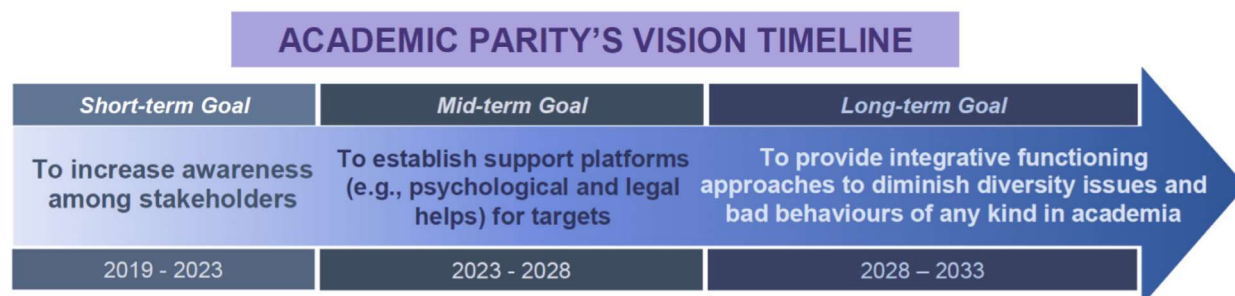 ACADEMIC PARITY'S VISION TIMELINE
Short-term Goal
Mid-term Goal
Long-term Goal
To increase awareness
among stakeholders
To establish support platforms
(e.g., psychological and legal
helps) for targets
To provide integrative functioning
approaches to diminish diversity issues and
bad behaviours of any kind in academia
2019 - 2023
2023 - 2028
2028 – 2033